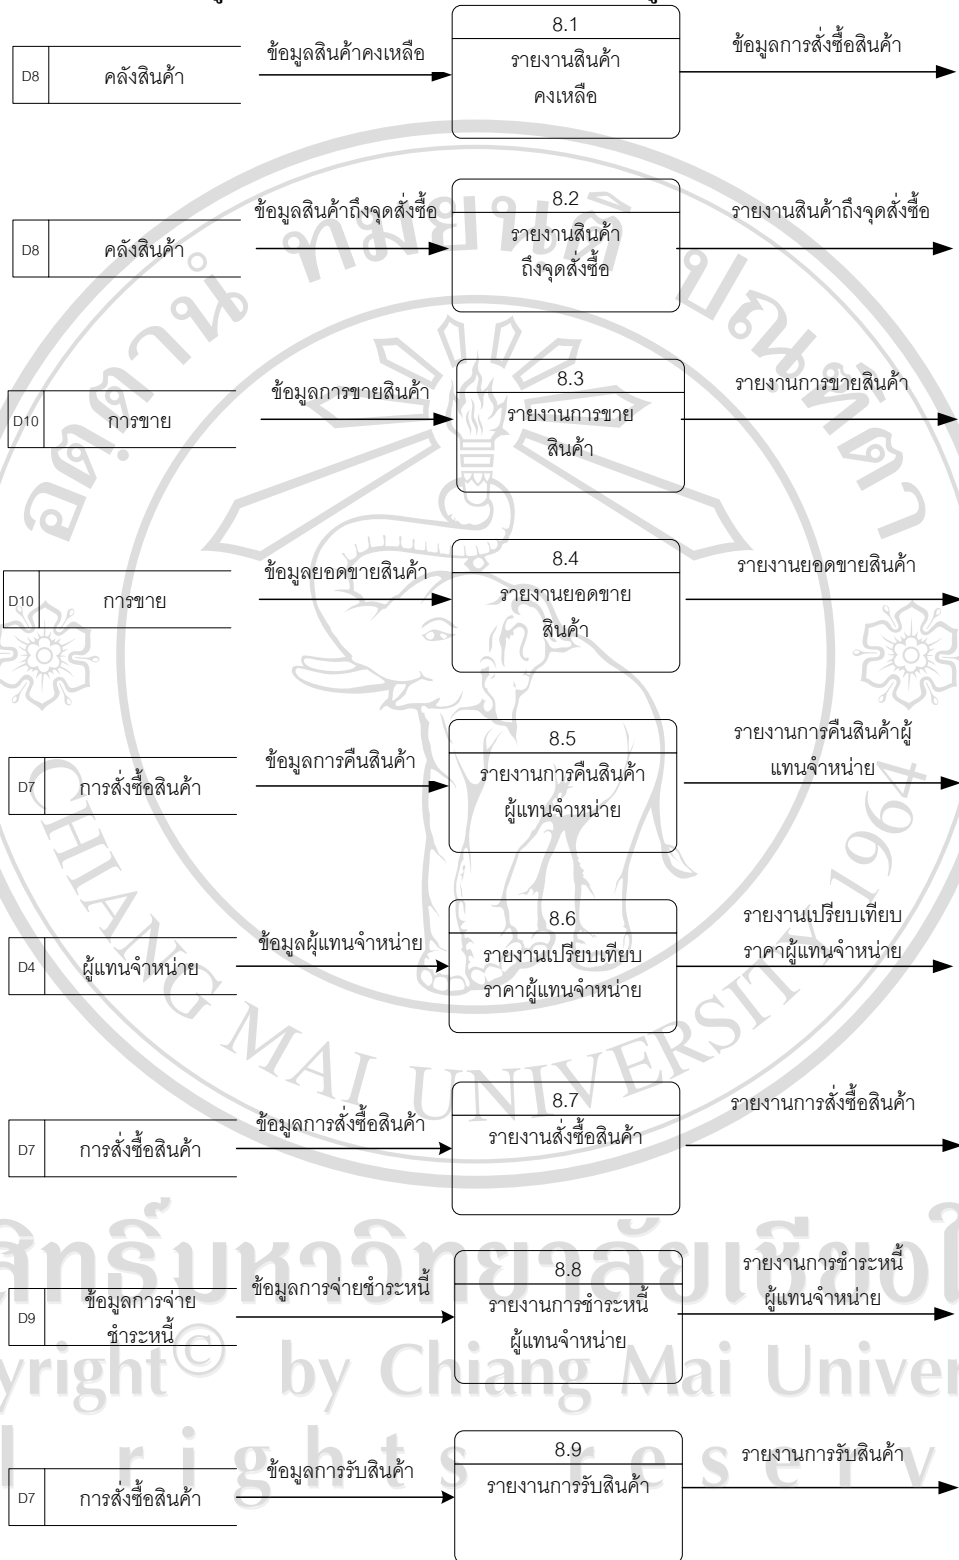 8.1
ข้อมูลสินค้าคงเหลือ
ข้อมูลการสั่งซื้อสินค้า
D8
คลังสินค้า
รายงานสินค้า
คงเหลือ
8.2
ข้อมูลสินค้าถึงจุดสั่งซื้อ
รายงานสินค้าถึงจุดสั่งซื้อ
D8
คลังสินค้า
รายงานสินค้า
ถึงจุดสั่งซื้อ
8.3
ข้อมูลการขายสินค้า
รายงานการขายสินค้า
D10
การขาย
รายงานการขาย
สินค้า
8.4
ข้อมูลยอดขายสินค้า
รายงานยอดขายสินค้า
D10
การขาย
รายงานยอดขาย
สินค้า
8.5
ข้อมูลการคืนสินค้า
รายงานการคืนสินค้าผู้
แทนจำหน่าย
D7
การสั่งซื้อสินค้า
รายงานการคืนสินค้า
ผู้แทนจำหน่าย
8.6
ข้อมูลผู้แทนจำหน่าย
รายงานเปรียบเทียบ
ราคาผู้แทนจำหน่าย
D4
ผู้แทนจำหน่าย
รายงานเปรียบเทียบ
ราคาผู้แทนจำหน่าย
8.7
ข้อมูลการสั่งซื้อสินค้า
รายงานการสั่งซื้อสินค้า
D7
การสั่งซื้อสินค้า
รายงานสั่งซื้อสินค้า
8.8
ข้อมูลการจ่ายชำระหนี้
รายงานการชำระหนี้
ผู้แทนจำหน่าย
D9
ข้อมูลการจ่าย
ชำระหนี้
รายงานการชำระหนี้
ผู้แทนจำหน่าย
8.9
ข้อมูลการรับสินค้า
รายงานการรับสินค้า
D7
การสั่งซื้อสินค้า
รายงานการรับสินค้า
CHIANG MAI UNIVERSITY 1964
by Chiang Mai